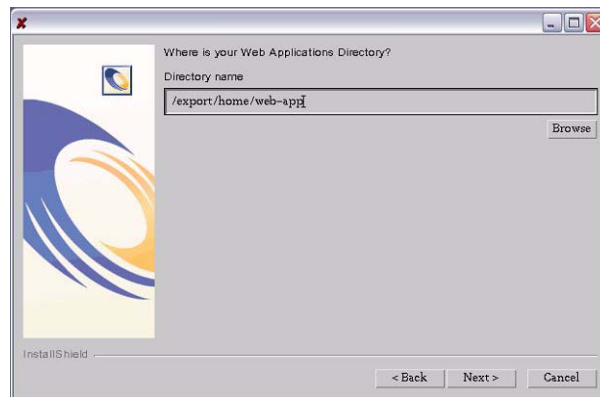 Where is your Web Applications Directory?
Directory name
/export/home/web-app
Browse
InstallShield
< Back Next > Cancel